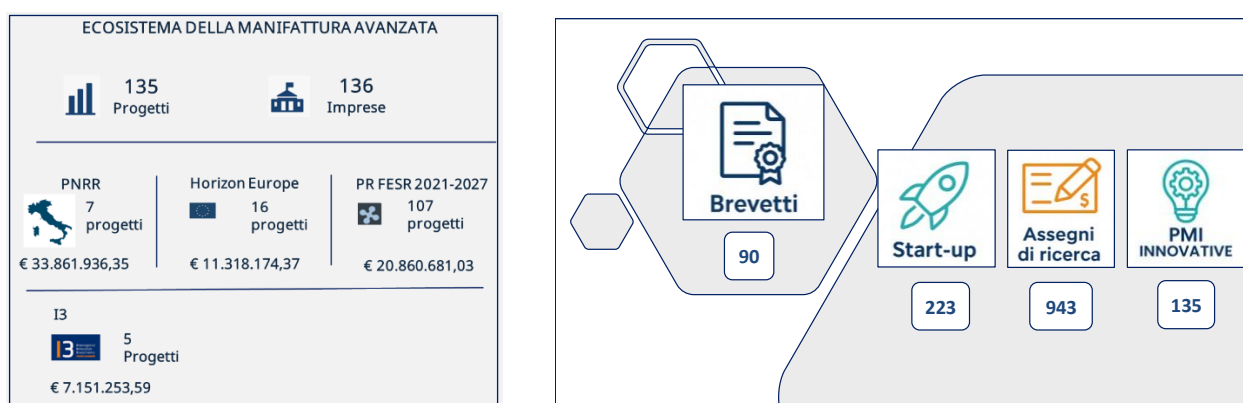 ECOSISTEMA DELLA MANIFATTURA AVANZATA
135
Progetti
136
Imprese
PNRR
7
progetti
€ 33.861.936,35
Horizon Europe
16
progetti
€ 11.318.174,37
PR FESR 2021-2027
107
progetti
€ 20.860.681,03
I3
I3
5
Progetti
€ 7.151.253,59
Brevetti
90
Start-up
223
Assegni
di ricerca
943
PMI
INNOVATIVE
135